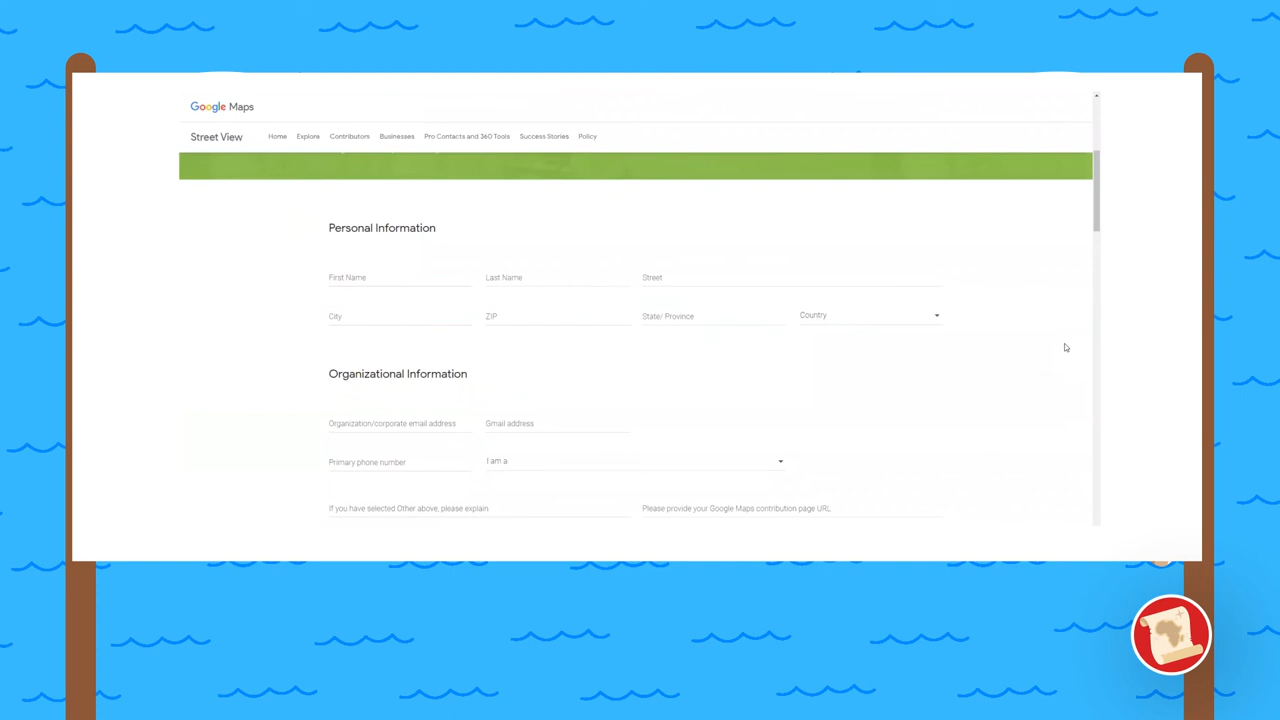 Google Maps
Street View Home Explore Contributors Businesses Pro Contacts and 360 Tools Success Stories Policy
Personal Information
First Name Last Name Street
City ZIP State/ Province Country
Organizational Information
Organization/corporate email address Gmail address
Primary phone number I am a
If you have selected Other above, please explain Please provide your Google Maps contribution page URL